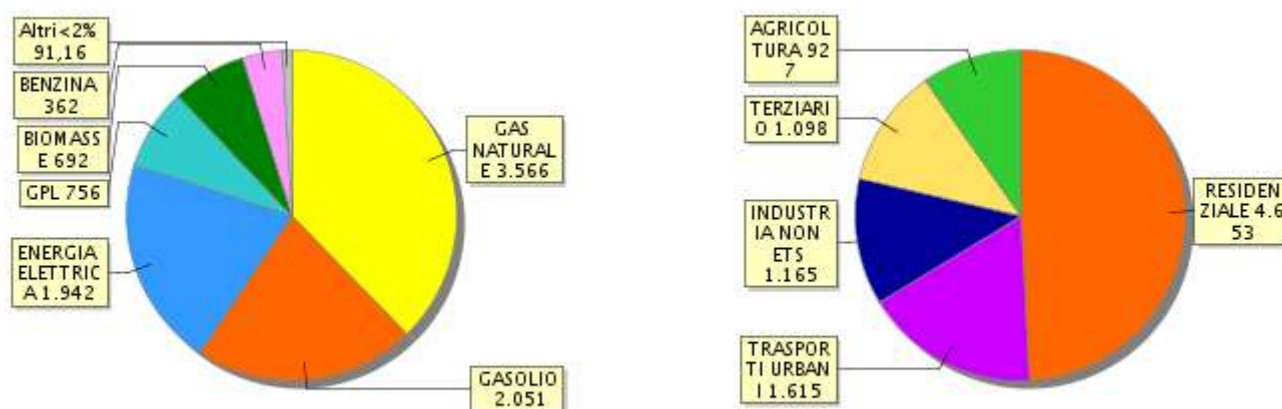 Altri<2%
91,16
BENZINA
362
BIOMASS
E 692
GPL 756
ENERGIA
ELETTRIC
A 1.942
GAS
NATURAL
E 3.566
GASOLIO
2.051
AGRICOL
TURA 92
7
TERZIARI
O 1.098
INDUSTR
IA NON
ETS
1.165
TRASPOR
TI URBAN
I 1.615
RESIDEN
ZIALE 4.6
53